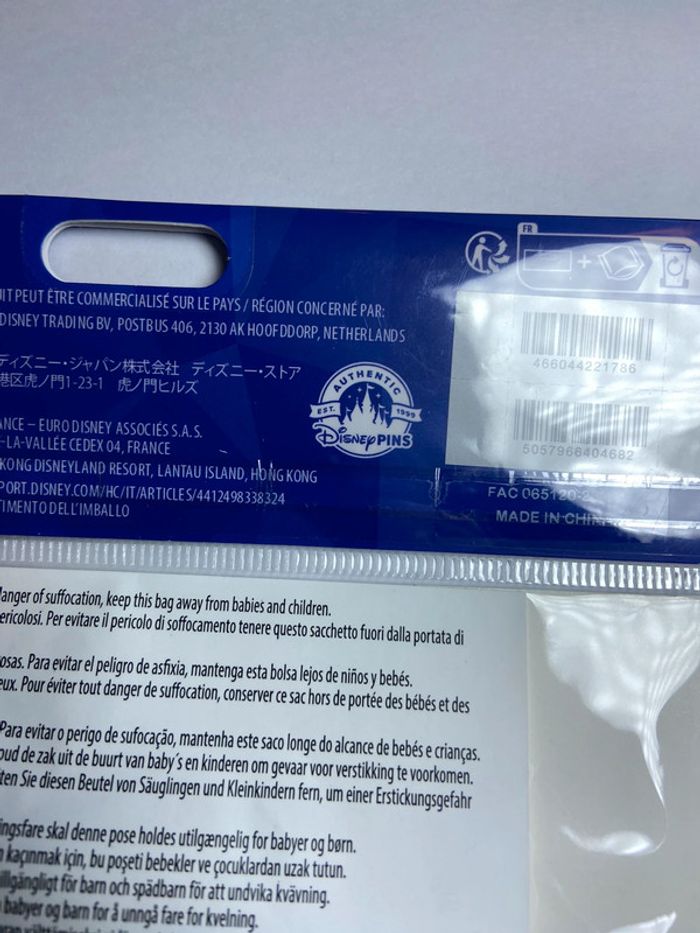 UIT PEUT ÊTRE COMMERCIALISÉ SUR LE PAYS / RÉGION CONCERNÉ PAR:
DISNEY TRADING BV, POSTBUS 406, 2130 AK HOOFDDORP, NETHERLANDS
ディズニー・ジャパン株式会社 ディズニー・ストア
港区虎ノ門1-23-1 虎ノ門ヒルズ
ANCE – EURO DISNEY ASSOCIÉS S.A.S.
-LA-VALLÉE CEDEX 04, FRANCE
KONG DISNEYLAND RESORT, LANTAU ISLAND, HONG KONG
PORT.DISNEY.COM/HC/IT/ARTICLES/4412498338324
TIMENTO DELL'IMBALLO
AUTHENTIC
EST. 1999
Disney PINS
FR
466044221786
5057966404682
FAC 065120-2
MADE IN CHIN
anger of suffocation, keep this bag away from babies and children.
ericolosi. Per evitare il pericolo di soffocamento tenere questo sacchetto fuori dalla portata di
osas. Para evitar el peligro de asfixia, mantenga esta bolsa lejos de niños y bebés.
eux. Pour éviter tout danger de suffocation, conserver ce sac hors de portée des bébés et des
Para evitar o perigo de sufocação, mantenha este saco longe do alcance de bebés e crianças.
oud de zak uit de buurt van baby´s en kinderen om gevaar voor verstikking te voorkomen.
ten Sie diesen Beutel von Säuglingen und Kleinkindern fern, um einer Erstickungsgefahr
ingsfare skal denne pose holdes utilgængelig for babyer og børn.
kaçınmak için, bu poşeti bebekler ve çocuklardan uzak tutun.
illgängligt för barn och spädbarn för att undvika kvävning.
babyer og barn for å unngå fare for kvelning.